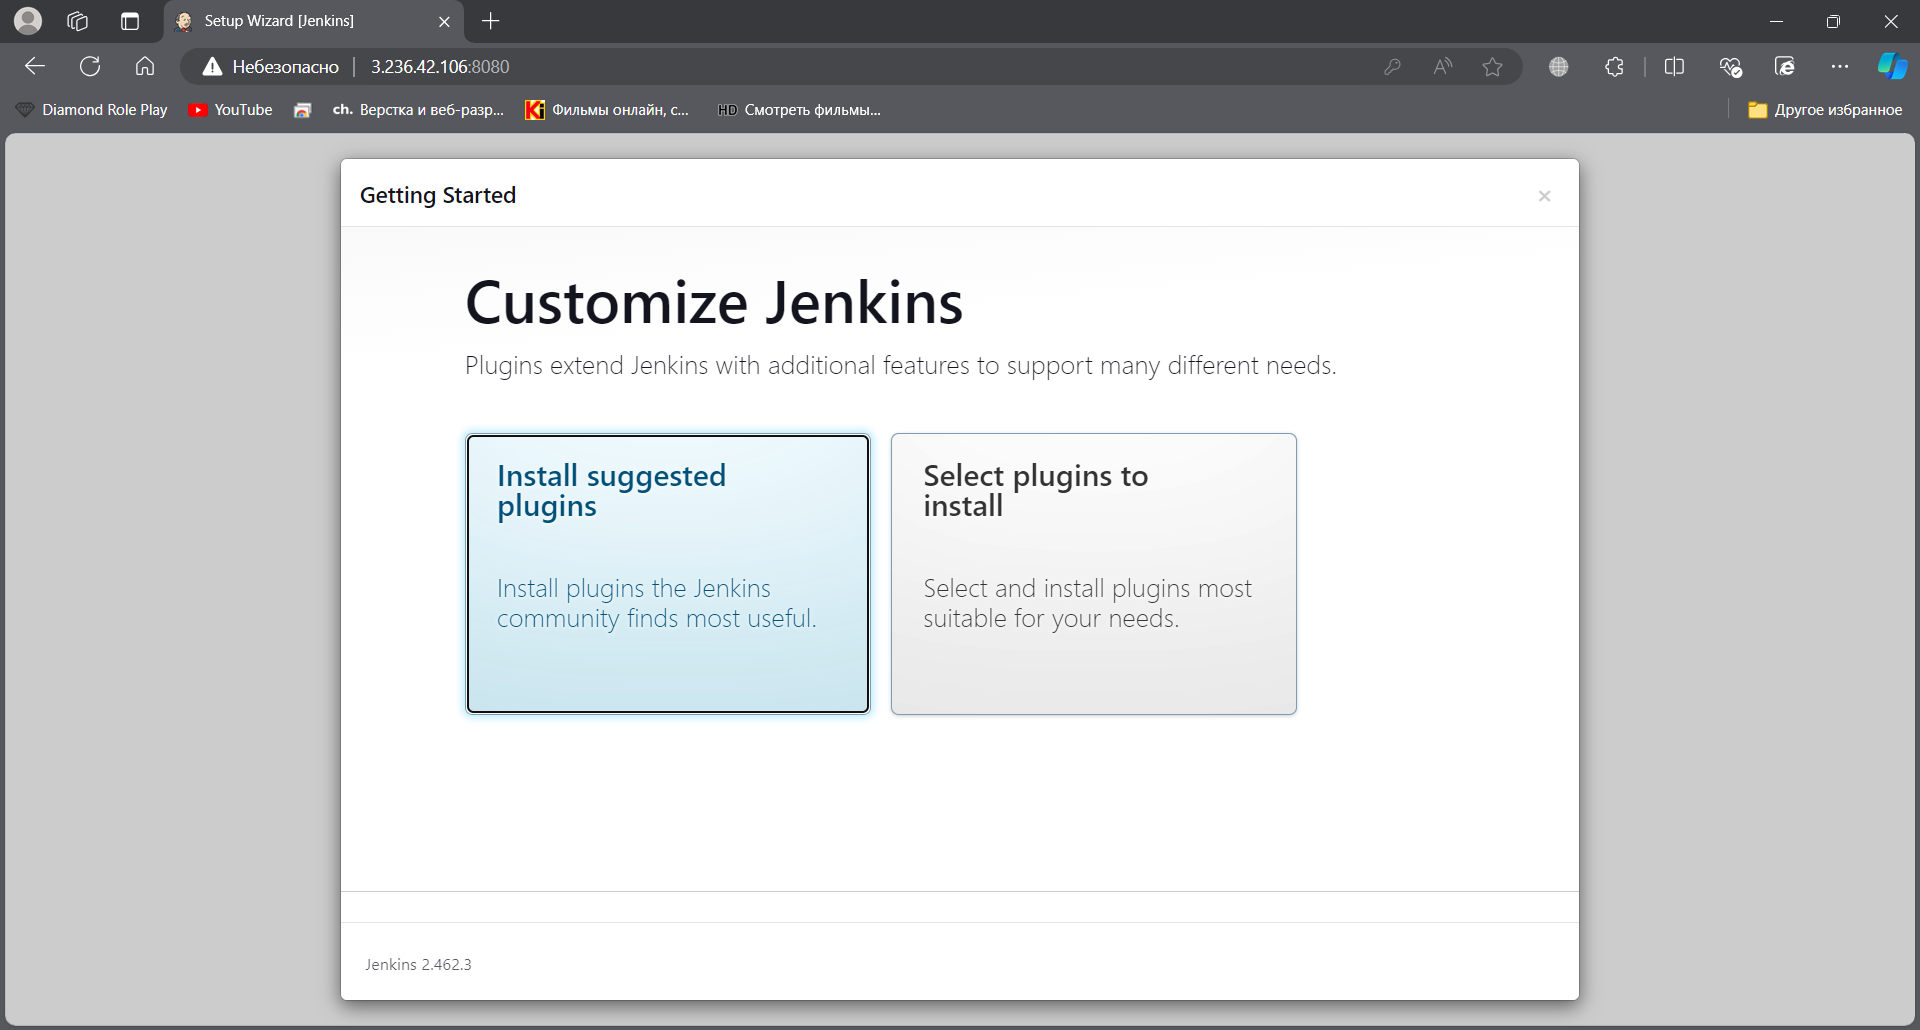 Setup Wizard [Jenkins]
Небезопасно 3.236.42.106:8080
Diamond Role Play YouTube ch. Верстка и веб-разр... Ki Фильмы онлайн, с... HD Смотреть фильмы... Другое избранное
Getting Started
Customize Jenkins
Plugins extend Jenkins with additional features to support many different needs.
Install suggested
plugins
Install plugins the Jenkins
community finds most useful.
Select plugins to
install
Select and install plugins most
suitable for your needs.
Jenkins 2.462.3